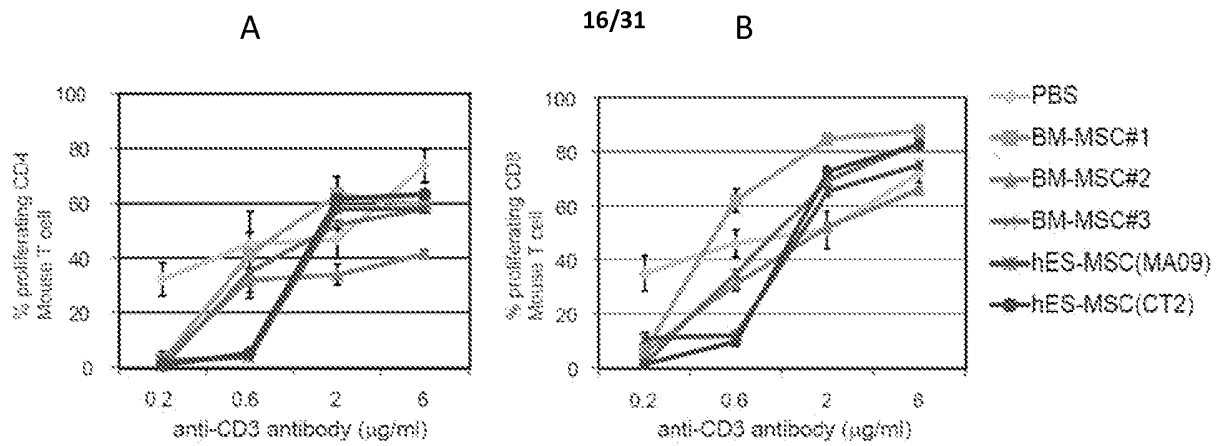 16/31
A
B
100
80
60
40
20
0
% proliferating CD4
Mouse T cell
0.2
0.6
2
6
anti-CD3 antibody (µg/ml)
100
80
60
40
20
0
% proliferating CD8
Mouse T cell
0.2
0.6
2
6
anti-CD3 antibody (µg/ml)
PBS
BM-MSC#1
BM-MSC#2
BM-MSC#3
hES-MSC(MA09)
hES-MSC(CT2)